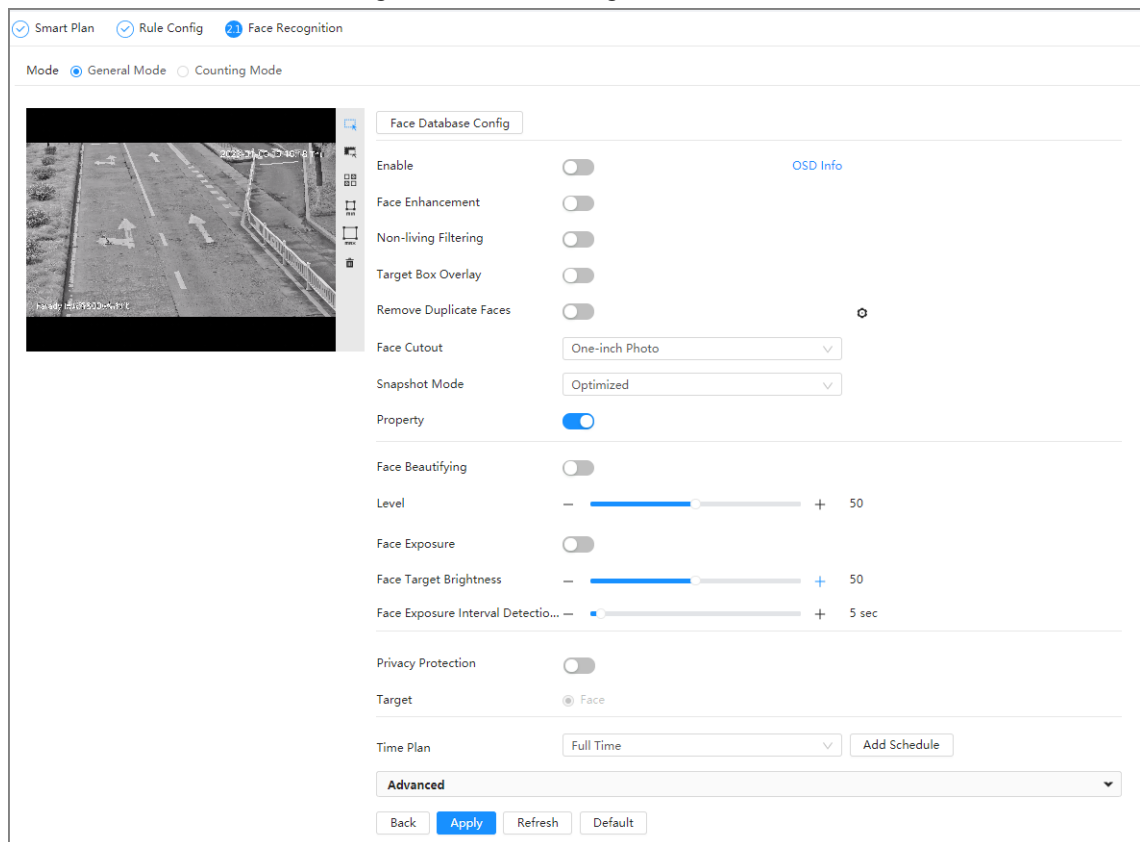 Smart Plan Rule Config 2.1 Face Recognition
Mode General Mode Counting Mode
Face Database Config
Enable OSD Info
Face Enhancement
min
Non-living Filtering
max
Target Box Overlay
Remove Duplicate Faces
Face Cutout One-inch Photo
Snapshot Mode Optimized
Property
Face Beautifying
Level − + 50
Face Exposure
Face Target Brightness − + 50
Face Exposure Interval Detectio... − + 5 sec
Privacy Protection
Target Face
Time Plan Full Time Add Schedule
Advanced
Back Apply Refresh Default